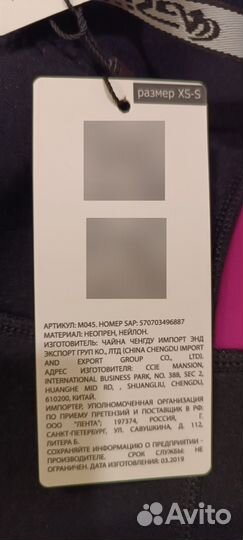 размер XS-S
АРТИКУЛ: М045. НОМЕР SAP: 570703496887
МАТЕРИАЛ: НЕОПРЕН, НЕЙЛОН.
ИЗГОТОВИТЕЛЬ: ЧАЙНА ЧЕНГДУ ИМПОРТ ЭНД
ЭКСПОРТ ГРУП КО., ЛТД (CHINA CHENGDU IMPORT
AND EXPORT GROUP CO., LTD).
АДРЕС ИЗГОТОВИТЕЛЯ: CCIE MANSION,
INTERNATIONAL BUSINESS PARK, NO. 388, SEC 2,
HUANGHE MID RD, , SHUANGLIU, CHENGDU,
610200, КИТАЙ.
ИМПОРТЕР, УПОЛНОМОЧЕННАЯ ОРГАНИЗАЦИЯ
ПО ПРИЕМУ ПРЕТЕНЗИЙ И ПОСТАВЩИК В РФ:
ООО "ЛЕНТА"; 197374, РОССИЯ, Г.
САНКТ-ПЕТЕРБУРГ, УЛ. САВУШКИНА, Д. 112,
ЛИТЕРА Б.
СОХРАНЯЙТЕ ИНФОРМАЦИЮ О ПРЕДПРИЯТИИ -
ПРОИЗВОДИТЕЛЕ. СРОК СЛУЖБЫ: НЕ
ОГРАНИЧЕН. ДАТА ИЗГОТОВЛЕНИЯ: 03.2019
Avito